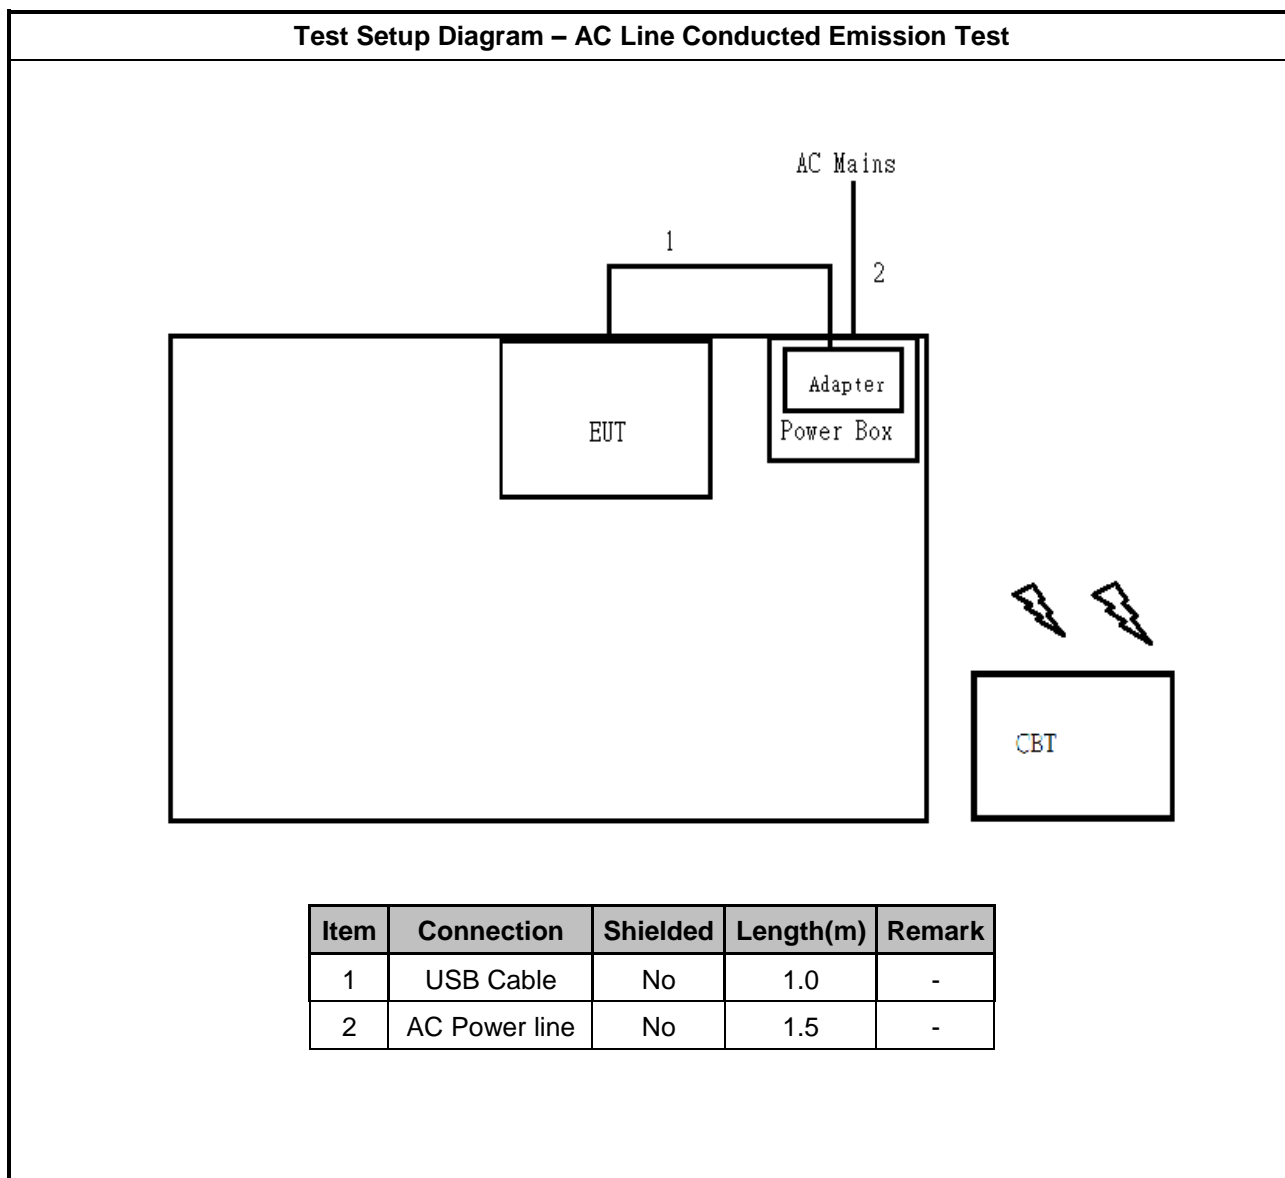 Test Setup Diagram – AC Line Conducted Emission Test
AC Mains
1
2
Adapter
EUT
Power Box
CBT
Item Connection Shielded Length(m) Remark
1 USB Cable No 1.0 -
2 AC Power line No 1.5 -